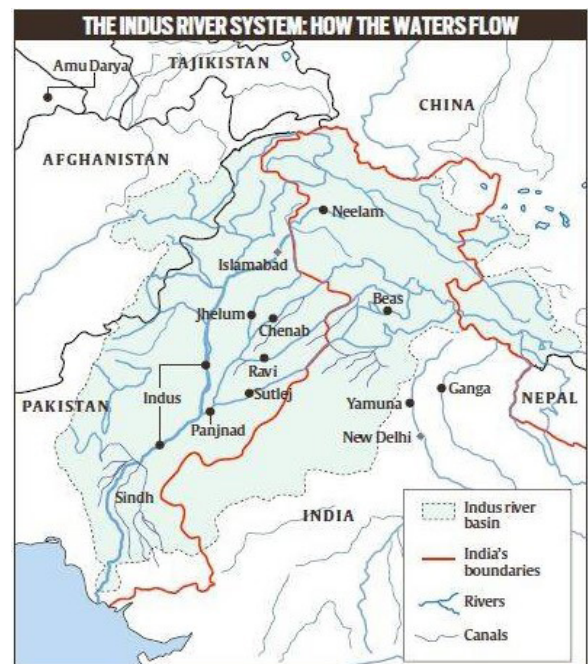 THE INDUS RIVER SYSTEM: HOW THE WATERS FLOW
Amu Darya
TAJIKISTAN
CHINA
AFGHANISTAN
Neelam
Islamabad
Jhelum
Chenab
Beas
Ravi
Indus
Sutlej
PAKISTAN
Panjnad
Yamuna
Ganga
NEPAL
New Delhi
Sindh
INDIA
Indus river
basin
India's
boundaries
Rivers
Canals